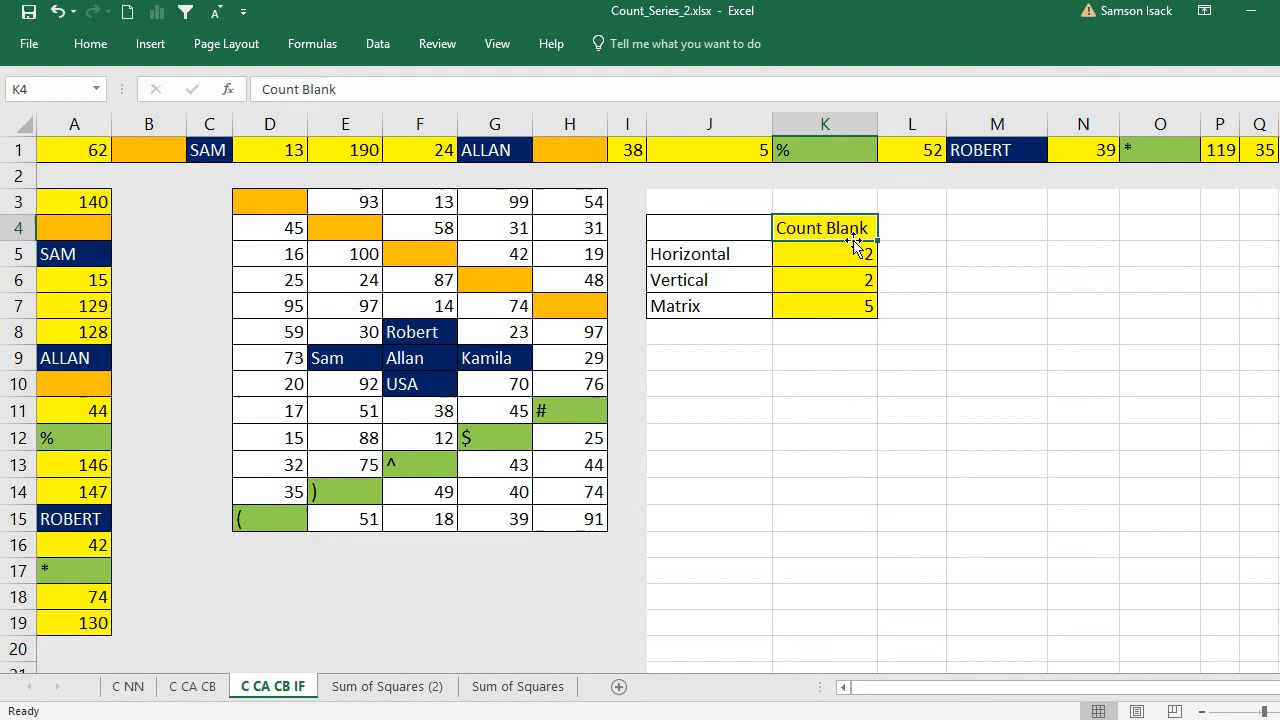 Count_Series_2.xlsx - Excel
Samson Isack
File Home Insert Page Layout Formulas Data Review View Help Tell me what you want to do
K4 fx Count Blank
A B C D E F G H I J K L M N O P Q
1 62 SAM 13 190 24 ALLAN 38 5 % 52 ROBERT 39 * 119 35
2
3 140 93 13 99 54
4 45 58 31 31 Count Blank
5 SAM 16 100 42 19 Horizontal 2
6 15 25 24 87 48 Vertical 2
7 129 95 97 14 74 Matrix 5
8 128 59 30 Robert 23 97
9 ALLAN 73 Sam Allan Kamila 29
10 20 92 USA 70 76
11 44 17 51 38 45 #
12 % 15 88 12 $ 25
13 146 32 75 ^ 43 44
14 147 35 ) 49 40 74
15 ROBERT ( 51 18 39 91
16 42
17 *
18 74
19 130
20
C NN C CA CB C CA CB IF Sum of Squares (2) Sum of Squares
Ready